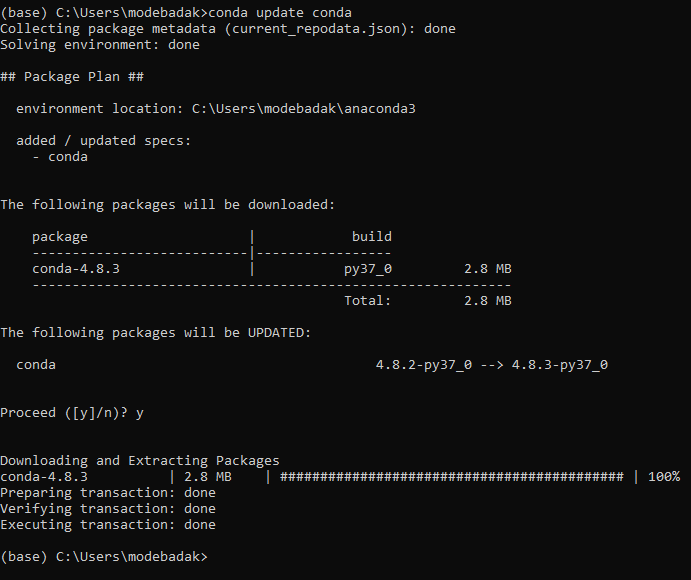 (base) C:\Users\modebadak>conda update conda
Collecting package metadata (current_repodata.json): done
Solving environment: done
## Package Plan ##
  environment location: C:\Users\modebadak\anaconda3
  added / updated specs:
    - conda
The following packages will be downloaded:
    package                    |            build
    ---------------------------|-----------------
    conda-4.8.3                |           py37_0         2.8 MB
    ------------------------------------------------------------
                                           Total:         2.8 MB
The following packages will be UPDATED:
  conda                                        4.8.2-py37_0 --> 4.8.3-py37_0
Proceed ([y]/n)? y
Downloading and Extracting Packages
conda-4.8.3          | 2.8 MB    | ########################################### | 100%
Preparing transaction: done
Verifying transaction: done
Executing transaction: done
(base) C:\Users\modebadak>